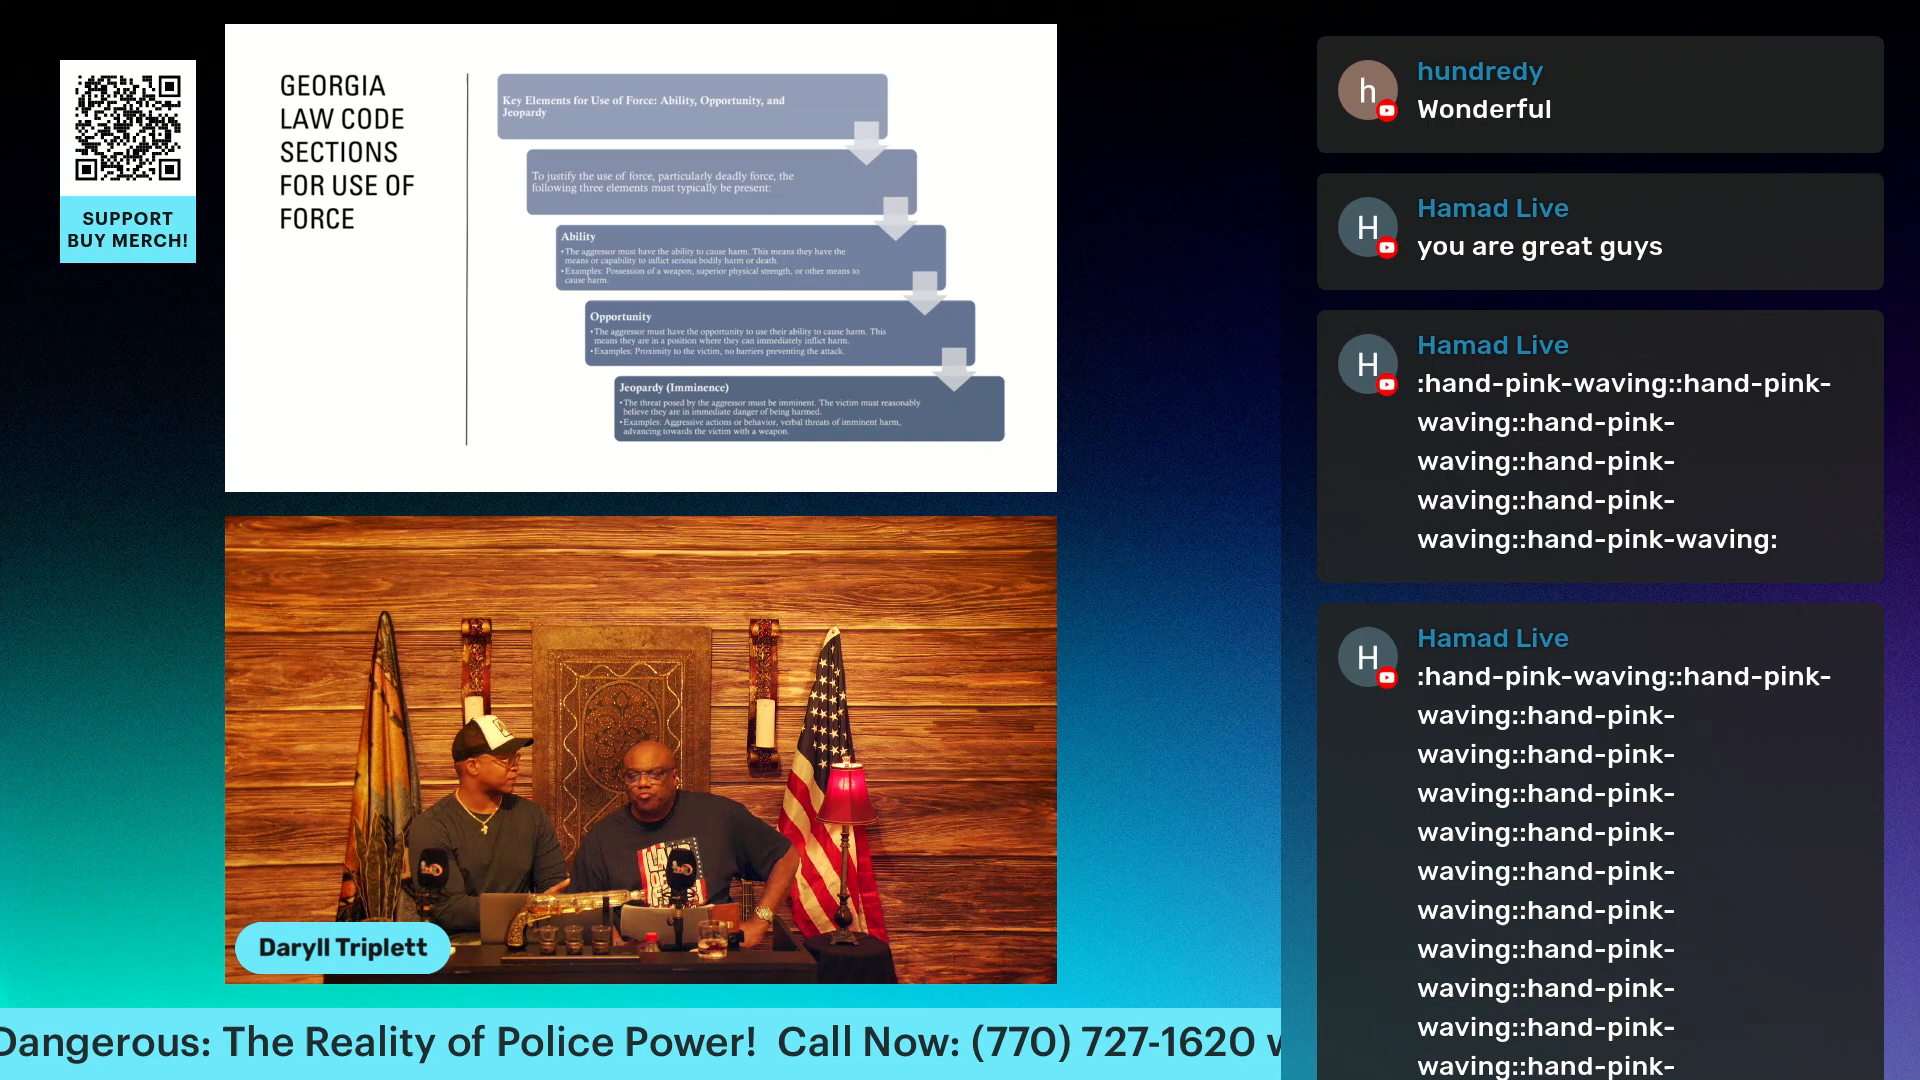 SUPPORT
BUY MERCH!
GEORGIA
LAW CODE
SECTIONS
FOR USE OF
FORCE
Key Elements for Use of Force: Ability, Opportunity, and
Jeopardy
To justify the use of force, particularly deadly force, the
following three elements must typically be present:
Ability
•The aggressor must have the ability to cause harm. This means they have the
means or capability to inflict serious bodily harm or death.
•Examples: Possession of a weapon, superior physical strength, or other means to
cause harm.
Opportunity
•The aggressor must have the opportunity to use their ability to cause harm. This
means they are in a position where they can immediately inflict harm.
•Examples: Proximity to the victim, no barriers preventing the attack.
Jeopardy (Imminence)
•The threat posed by the aggressor must be imminent. The victim must reasonably
believe they are in immediate danger of being harmed.
•Examples: Aggressive actions or behavior, verbal threats of imminent harm,
advancing towards the victim with a weapon.
Daryll Triplett
Dangerous: The Reality of Police Power! Call Now: (770) 727-1620 w
h
hundredy
Wonderful
H
Hamad Live
you are great guys
H
Hamad Live
:hand-pink-waving::hand-pink-
waving::hand-pink-
waving::hand-pink-
waving::hand-pink-
waving::hand-pink-waving:
H
Hamad Live
:hand-pink-waving::hand-pink-
waving::hand-pink-
waving::hand-pink-
waving::hand-pink-
waving::hand-pink-
waving::hand-pink-
waving::hand-pink-
waving::hand-pink-
waving::hand-pink-
waving::hand-pink-
waving::hand-pink-